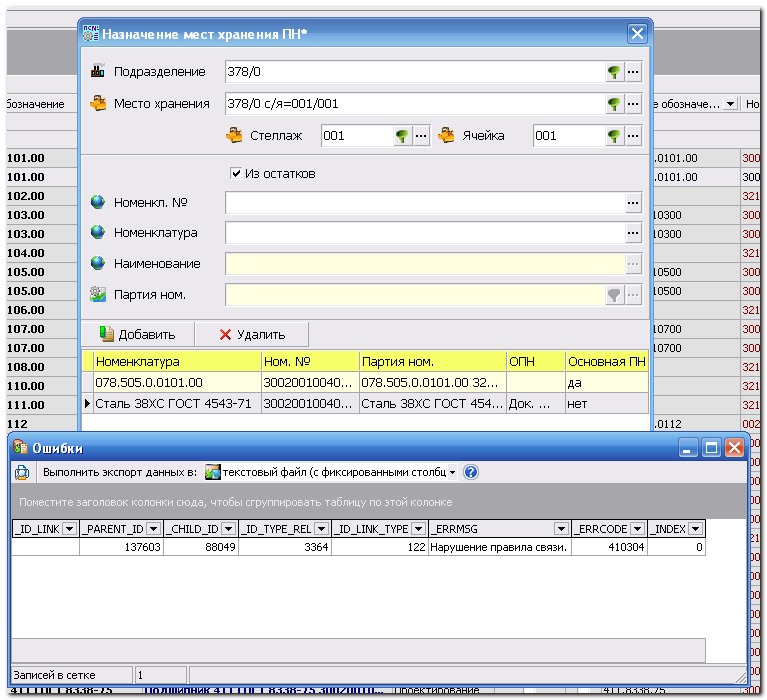 Назначение мест хранения ПН*
Подразделение 378/0
Место хранения 378/0 с/я=001/001
Стеллаж 001 Ячейка 001
Из остатков
Номенкл. №
Номенклатура
Наименование
Партия ном.
Добавить Удалить
Номенклатура Ном. № Партия ном. ОПН Основная ПН
078.505.0.0101.00 30020010040... 078.505.0.0101.00 32... да
Сталь 38ХС ГОСТ 4543-71 30020010040... Сталь 38ХС ГОСТ 454... Док. ... нет
бозначение
101.00
101.00
102.00
103.00
103.00
104.00
105.00
105.00
106.00
107.00
107.00
108.00
110.00
111.00
112
е обозначе... Но
.0101.00 300
.0101.00 300
321
10300 300
10300 300
321
10500 300
10500 300
321
10700 300
10700 300
321
321
321
.0112 002
Ошибки
Выполнить экспорт данных в: текстовый файл (с фиксированными столбц
Поместите заголовок колонки сюда, чтобы сгруппировать таблицу по этой колонке
_ID_LINK _PARENT_ID _CHILD_ID _ID_TYPE_REL _ID_LINK_TYPE _ERRMSG _ERRCODE _INDEX
137603 88049 3364 122 Нарушение правила связи. 410304 0
Записей в сетке 1